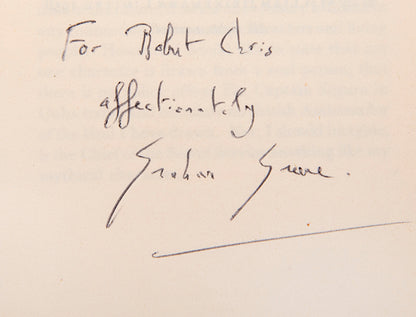 For Robert Chris
affectionately
Graham Greene.